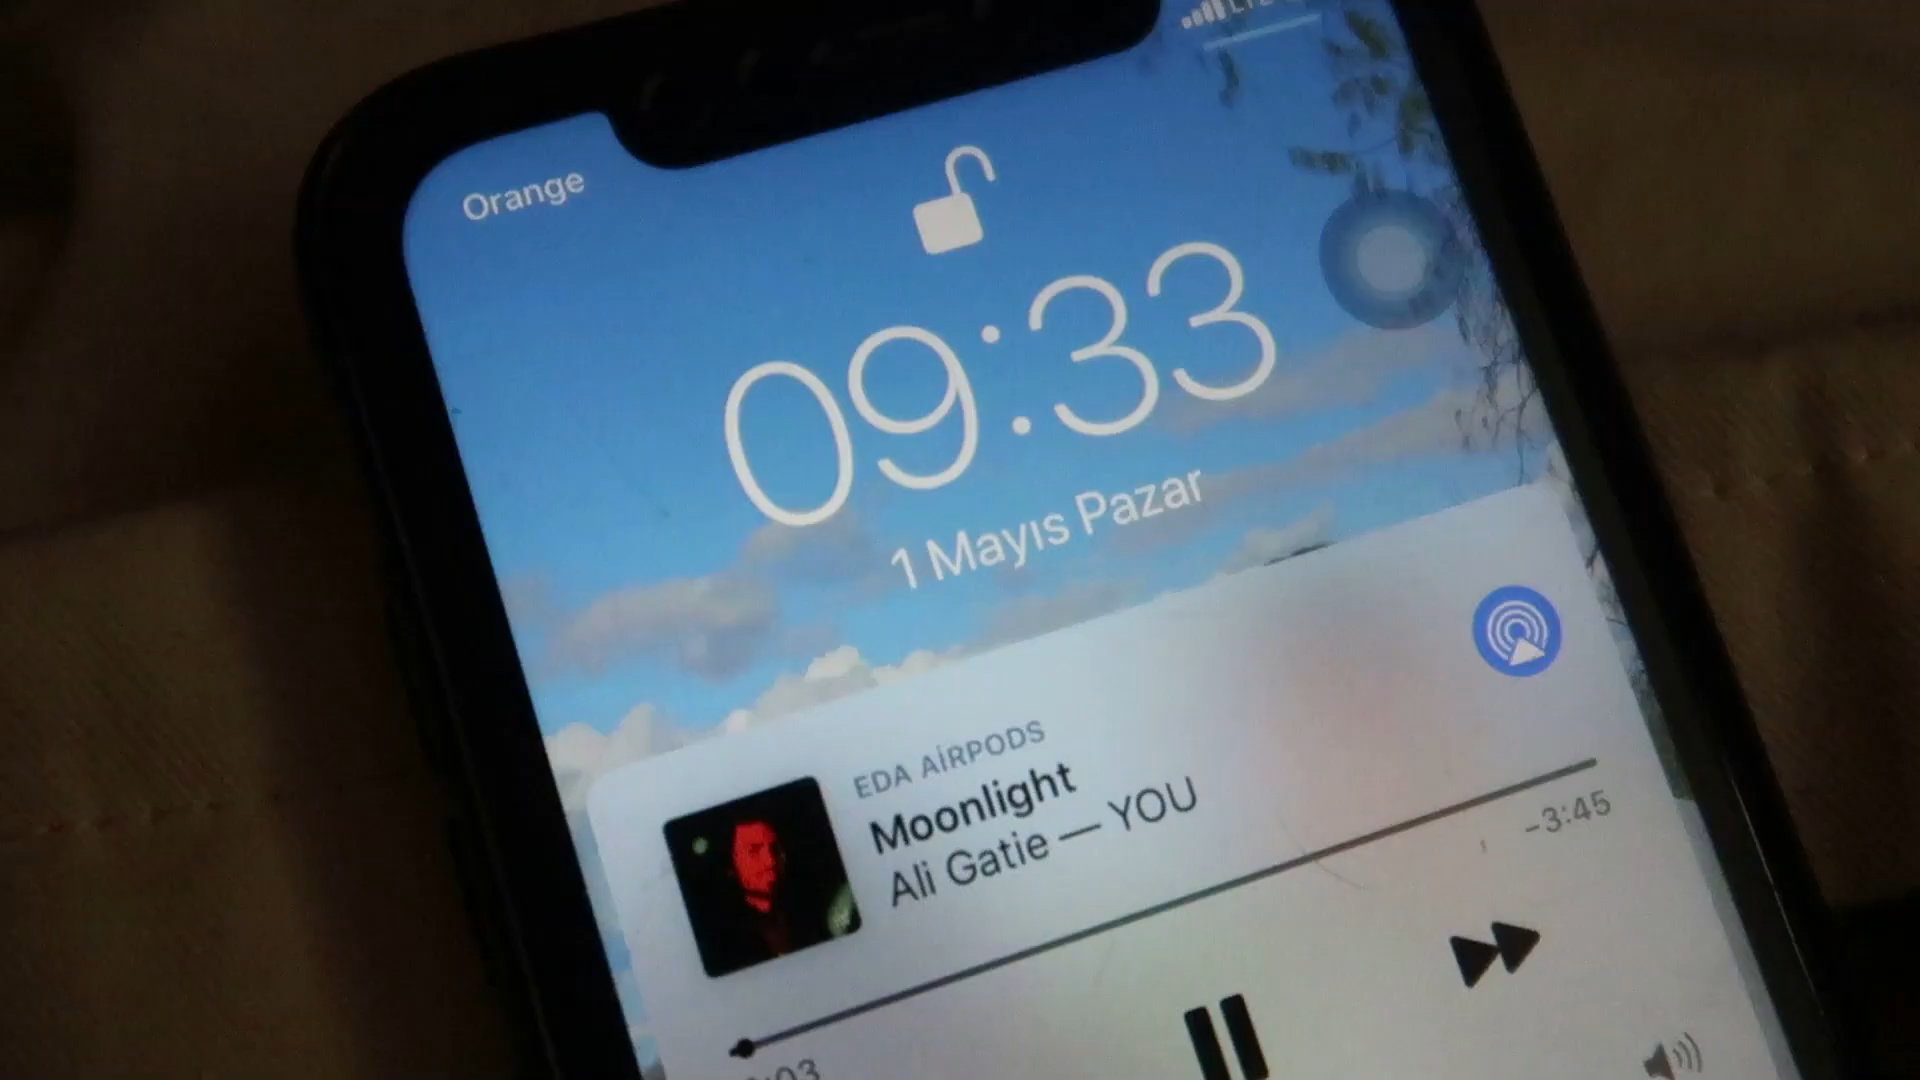 Orange
09:33
1 Mayıs Pazar
EDA AİRPODS
Moonlight
Ali Gatie — YOU
-3:45